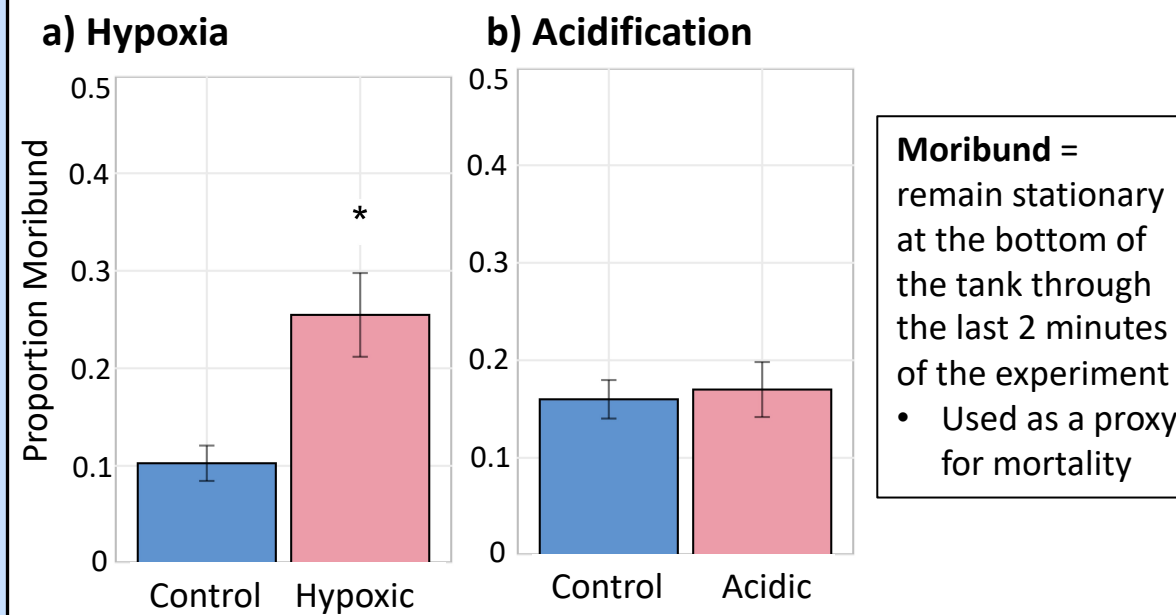 a) Hypoxia
b) Acidification
Proportion Moribund
0.5
0.4
0.3
0.2
0.1
0
*
Control Hypoxic
0.5
0.4
0.3
0.2
0.1
0
Control Acidic
Moribund =
remain stationary
at the bottom of
the tank through
the last 2 minutes
of the experiment
• Used as a proxy
for mortality